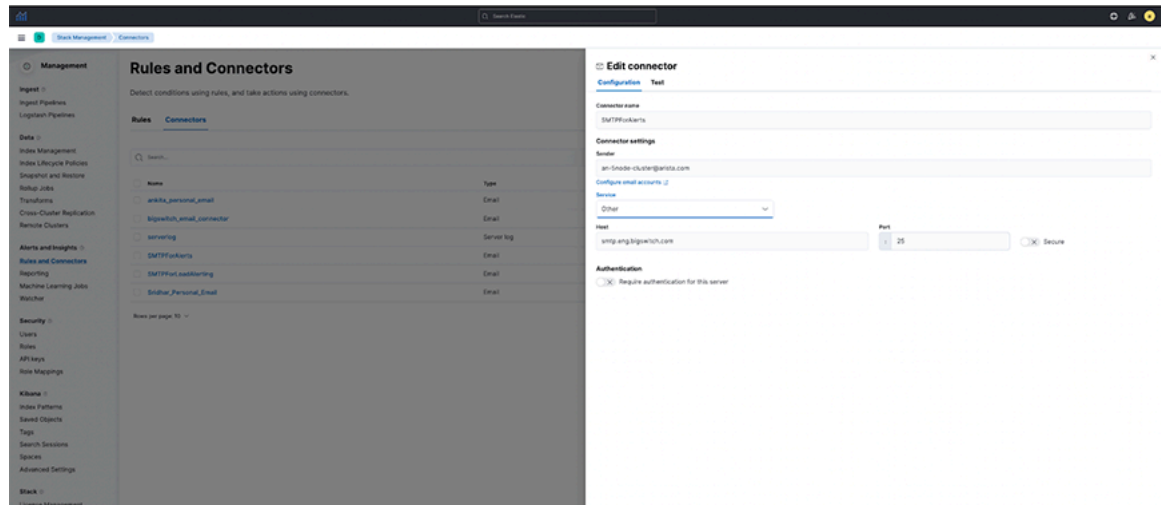 Search Elastic
Stack Management
Connectors
Management
Ingest
Ingest Pipelines
Logstash Pipelines
Data
Index Management
Index Lifecycle Policies
Snapshot and Restore
Rollup Jobs
Transforms
Cross-Cluster Replication
Remote Clusters
Alerts and Insights
Rules and Connectors
Reporting
Machine Learning Jobs
Watcher
Security
Users
Roles
API keys
Role Mappings
Kibana
Index Patterns
Saved Objects
Tags
Search Sessions
Spaces
Advanced Settings
Stack
Rules and Connectors
Detect conditions using rules, and take actions using connectors.
Rules Connectors
Search...
Name Type
ankita_personal_email Email
bigswitch_email_connector Email
serverlog Server log
SMTPForAlerts Email
SMTPForLeadAlerting Email
Sridhar_Personal_Email Email
Rows per page: 10
Edit connector
Configuration Test
Connector name
SMTPForAlerts
Connector settings
Sender
an-5node-cluster@arista.com
Configure email accounts
Service
Other
Host Port
smtp.eng.bigswitch.com 25 Secure
Authentication
Require authentication for this server